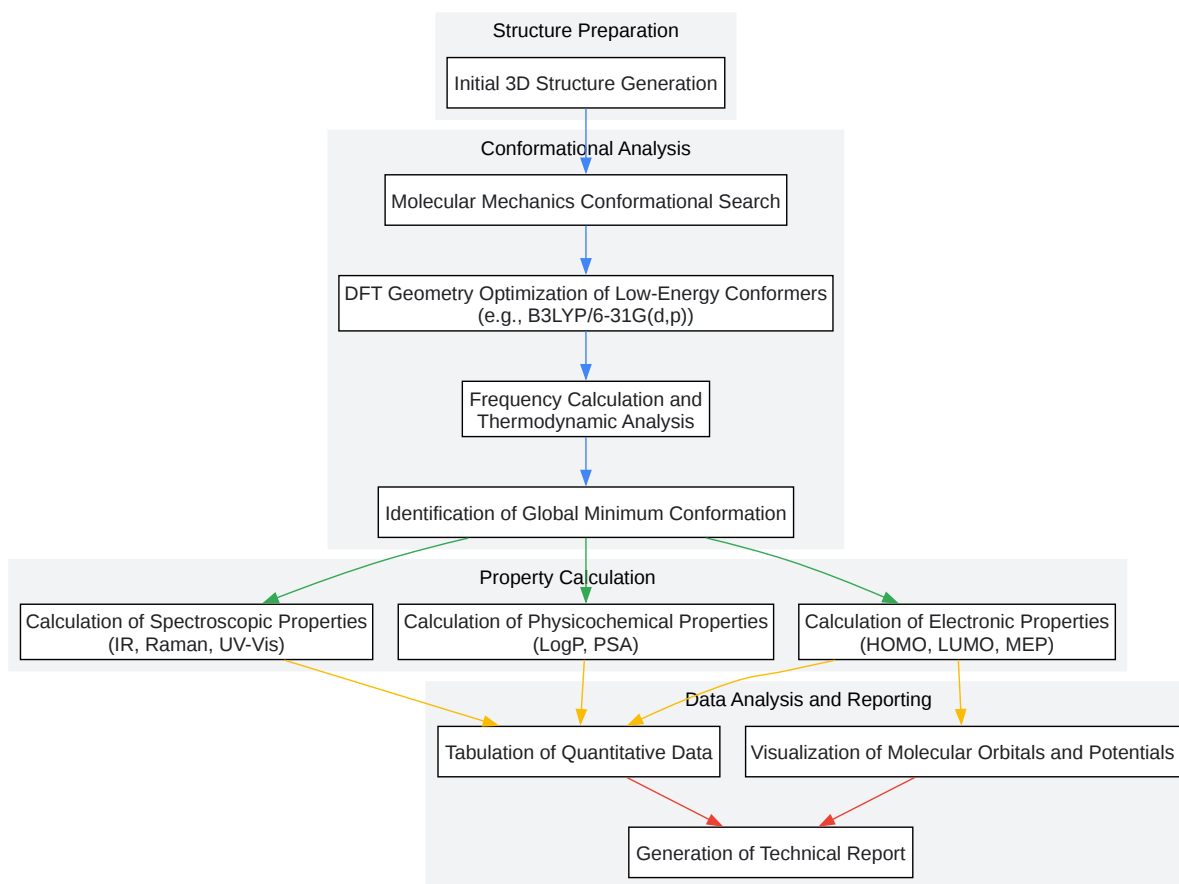 Structure Preparation
Initial 3D Structure Generation
Conformational Analysis
Molecular Mechanics Conformational Search
DFT Geometry Optimization of Low-Energy Conformers
(e.g., B3LYP/6-31G(d,p))
Frequency Calculation and
Thermodynamic Analysis
Identification of Global Minimum Conformation
Property Calculation
Calculation of Spectroscopic Properties
(IR, Raman, UV-Vis)
Calculation of Physicochemical Properties
(LogP, PSA)
Calculation of Electronic Properties
(HOMO, LUMO, MEP)
Data Analysis and Reporting
Tabulation of Quantitative Data
Visualization of Molecular Orbitals and Potentials
Generation of Technical Report